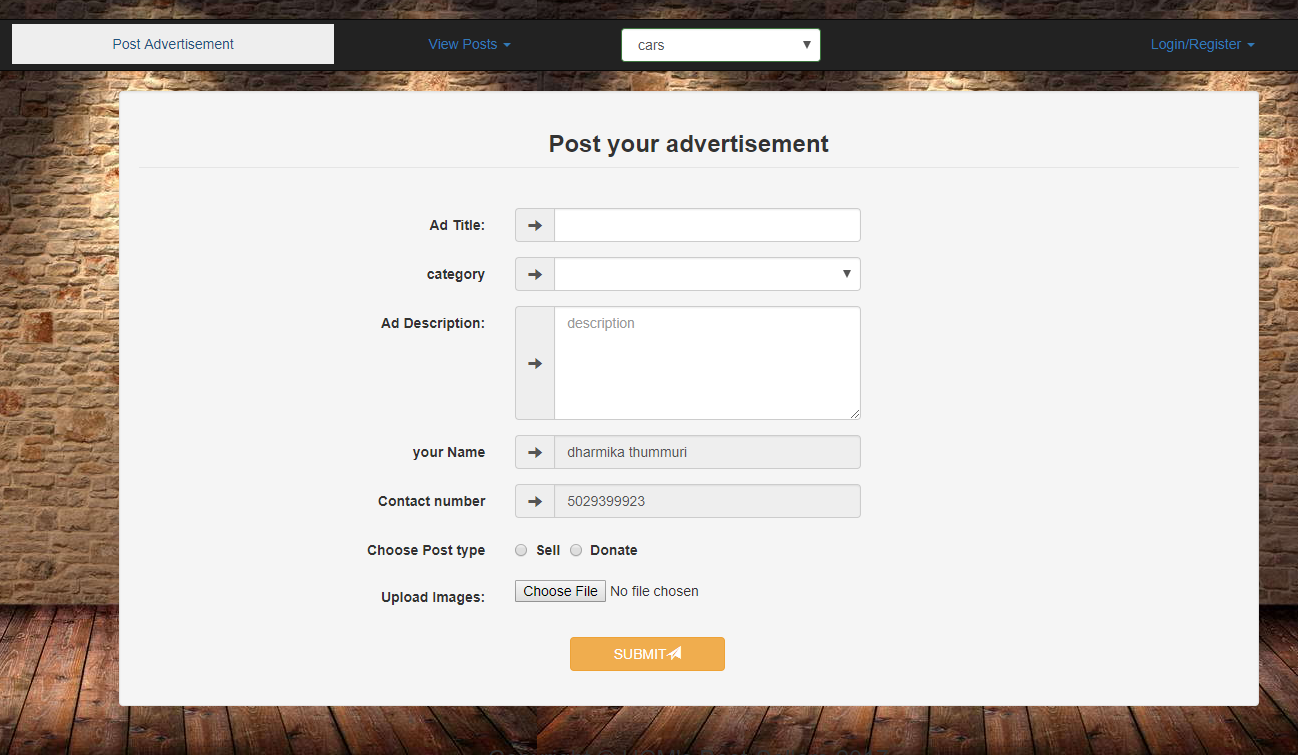 Post Advertisement View Posts cars Login/Register
Post your advertisement
Ad Title:
category
Ad Description: description
your Name dharmika thummuri
Contact number 5029399923
Choose Post type Sell Donate
Upload Images: Choose File No file chosen
SUBMIT